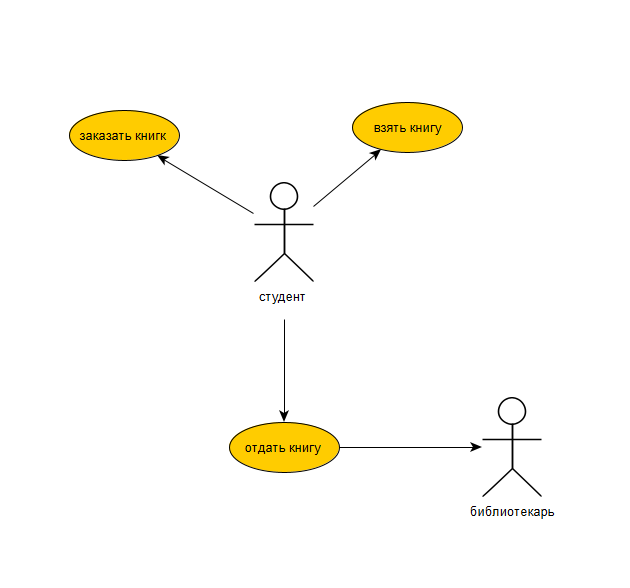 взять книгу
заказать книгк
студент
отдать книгу
библиотекарь